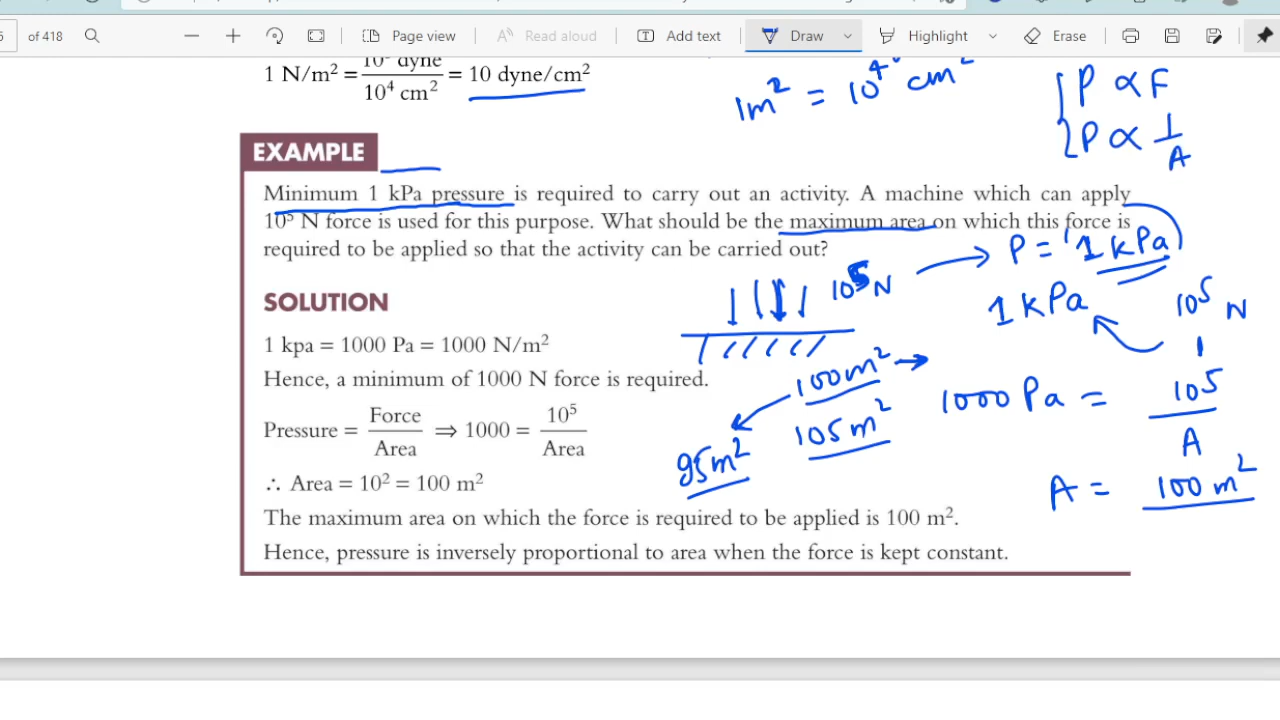 of 418 Page view Read aloud Add text Draw Highlight Erase
1 N/m² = 10⁵ dyne / 10⁴ cm² = 10 dyne/cm²
1m² = 10⁴ cm²
P ∝ F
P ∝ 1/A
EXAMPLE
Minimum 1 kPa pressure is required to carry out an activity. A machine which can apply
10⁵ N force is used for this purpose. What should be the maximum area on which this force is
required to be applied so that the activity can be carried out?
P = (1 kPa)
10⁵ N
1 kPa
10⁵ N
SOLUTION
1 kpa = 1000 Pa = 1000 N/m²
Hence, a minimum of 1000 N force is required.
100m²
1000 Pa = 10⁵ / A
Pressure = Force / Area ⇒ 1000 = 10⁵ / Area
95m²
105m²
∴ Area = 10² = 100 m²
A = 100 m²
The maximum area on which the force is required to be applied is 100 m².
Hence, pressure is inversely proportional to area when the force is kept constant.